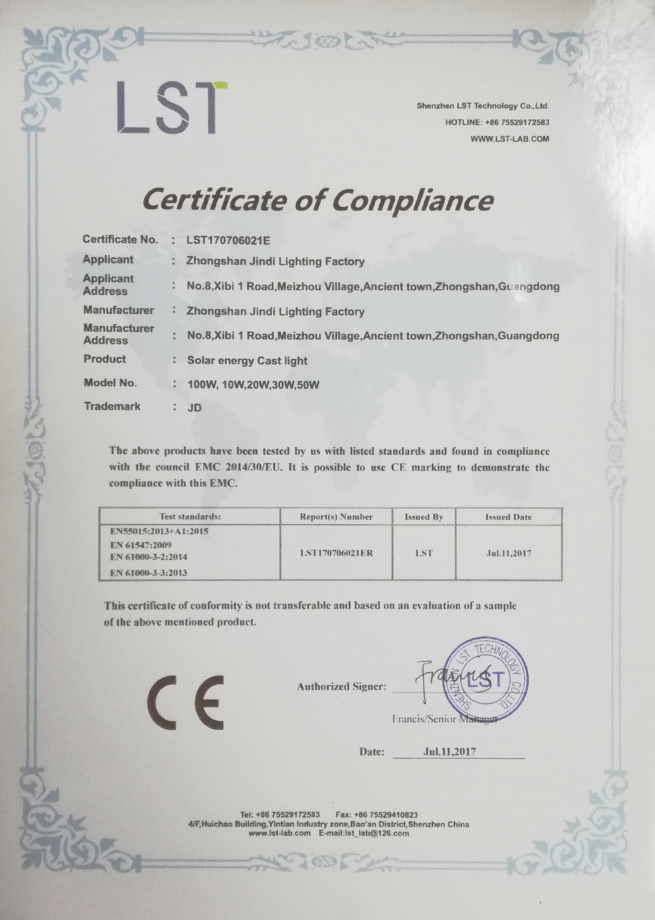 LST
Shenzhen LST Technology Co.,Ltd.
HOTLINE: +86 75529172583
WWW.LST-LAB.COM
Certificate of Compliance
Certificate No. : LST170706021E
Applicant : Zhongshan Jindi Lighting Factory
Applicant Address : No.8,Xibi 1 Road,Meizhou Village,Ancient town,Zhongshan,Guangdong
Manufacturer : Zhongshan Jindi Lighting Factory
Manufacturer Address : No.8,Xibi 1 Road,Meizhou Village,Ancient town,Zhongshan,Guangdong
Product : Solar energy Cast light
Model No. : 100W, 10W,20W,30W,50W
Trademark : JD
The above products have been tested by us with listed standards and found in compliance
with the council EMC 2014/30/EU. It is possible to use CE marking to demonstrate the
compliance with this EMC.
Test standards: Report(s) Number Issued By Issued Date
EN55015:2013+A1:2015
EN 61547:2009
EN 61000-3-2:2014
EN 61000-3-3:2013
LST170706021ER LST Jul.11,2017
This certificate of conformity is not transferable and based on an evaluation of a sample
of the above mentioned product.
CE
Authorized Signer: Francis
SHENZHEN LST TECHNOLOGY CO.,LTD.
LST
Francis/Senior Manager
Date: Jul.11,2017
Tel: +86 75529172583 Fax: +86 75529410823
4/F,Huichao Building,Yintian Industry zone,Bao'an District,Shenzhen China
www.lst-lab.com E-mail:lst_lab@126.com